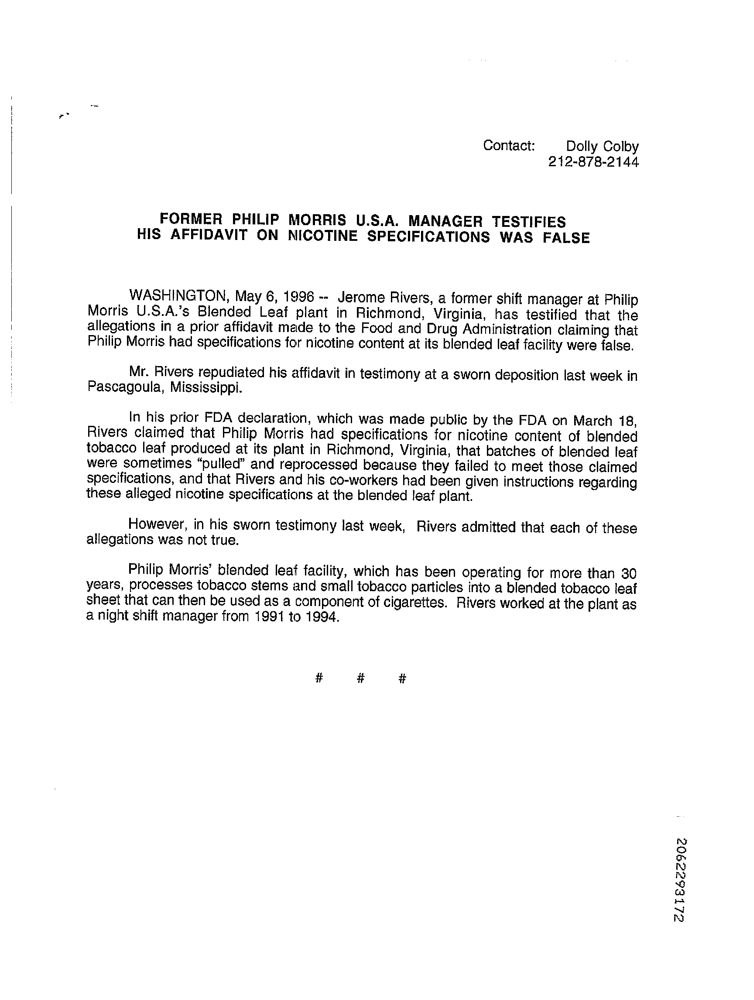 Contact: Dolly Colby
212-878-2144
FORMER PHILIP MORRIS U.S.A. MANAGER TESTIFIES
HIS AFFIDAVIT ON NICOTINE SPECIFICATIONS WAS FALSE
WASHINGTON, May 6, 1996 -- Jerome Rivers, a former shift manager at Philip
Morris U.S.A.'s Blended Leaf plant in Richmond, Virginia, has testified that the
allegations in a prior affidavit made to the Food and Drug Administration claiming that
Philip Morris had specifications for nicotine content at its blended leaf facility were false.
Mr. Rivers repudiated his affidavit in testimony at a sworn deposition last week in
Pascagoula, Mississippi.
In his prior FDA declaration, which was made public by the FDA on March 18,
Rivers claimed that Philip Morris had specifications for nicotine content of blended
tobacco leaf produced at its plant in Richmond, Virginia, that batches of blended leaf
were sometimes "pulled" and reprocessed because they failed to meet those claimed
specifications, and that Rivers and his co-workers had been given instructions regarding
these alleged nicotine specifications at the blended leaf plant.
However, in his sworn testimony last week, Rivers admitted that each of these
allegations was not true.
Philip Morris' blended leaf facility, which has been operating for more than 30
years, processes tobacco stems and small tobacco particles into a blended tobacco leaf
sheet that can then be used as a component of cigarettes. Rivers worked at the plant as
a night shift manager from 1991 to 1994.
# # #
2062293172